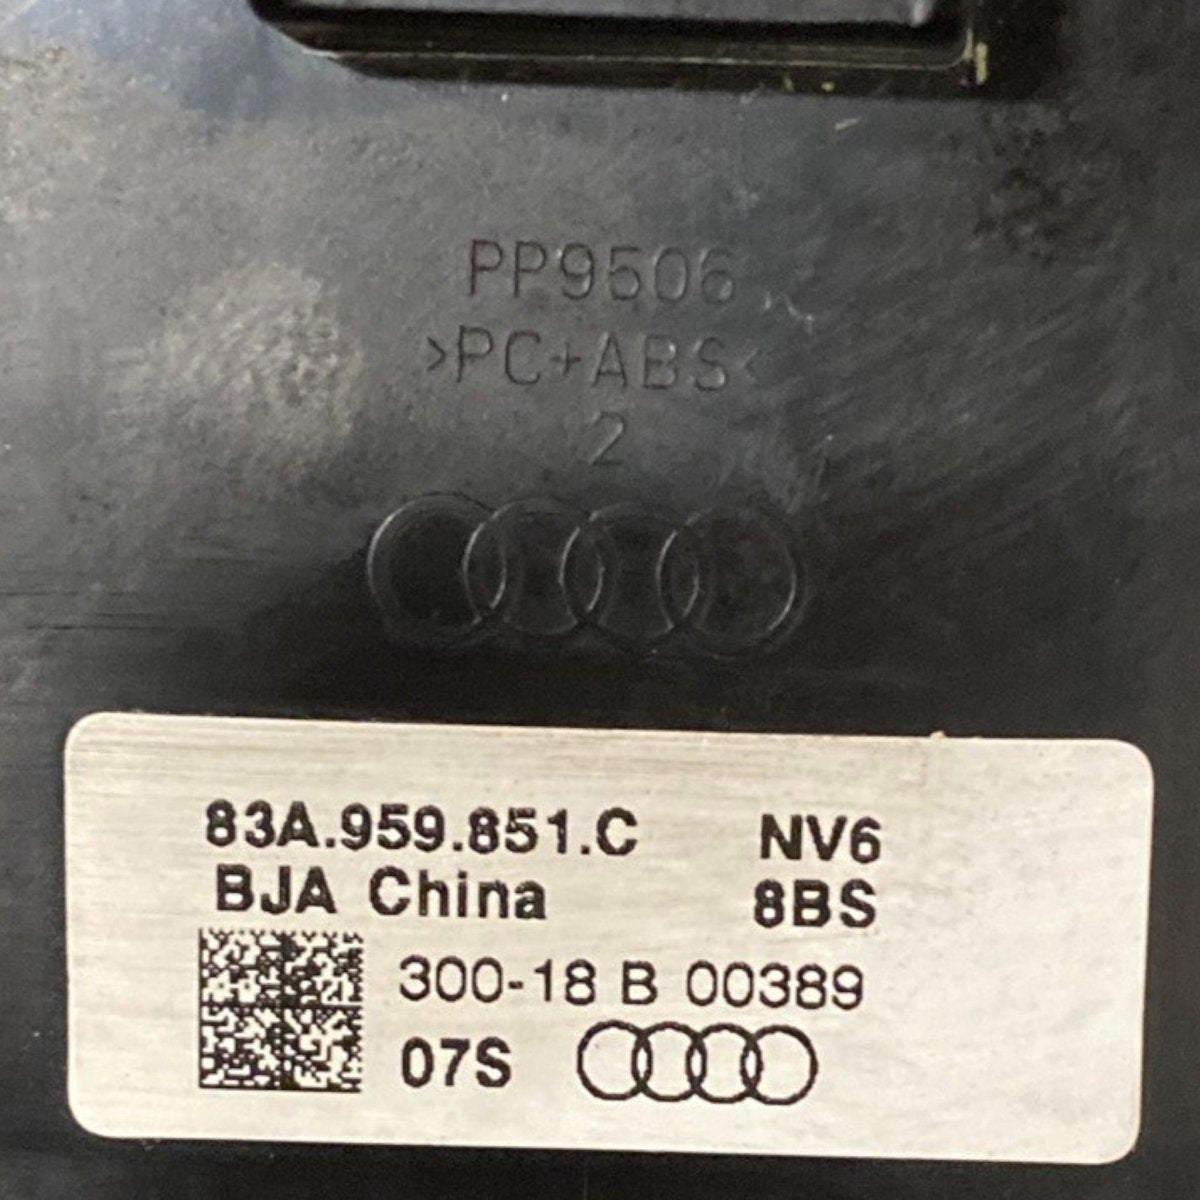 PP9506
>PC+ABS<
2
83A.959.851.C NV6
BJA China 8BS
300-18 B 00389
07S